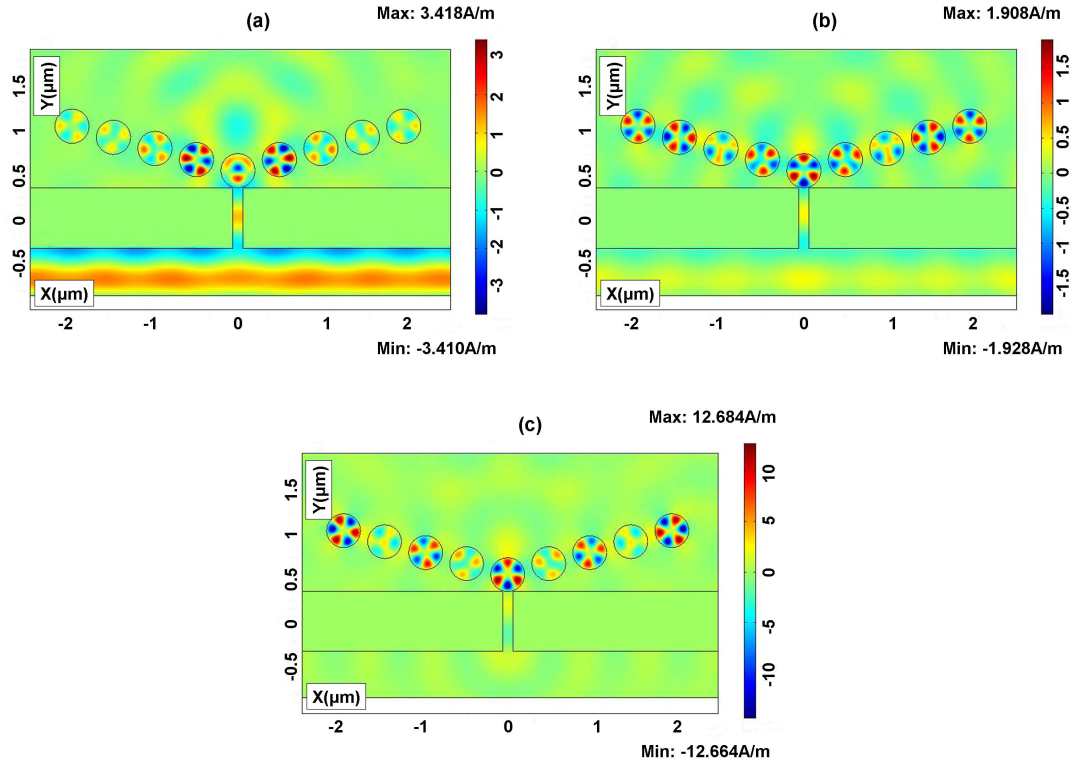 (a)
Max: 3.418A/m
Y(μm)
1.5
1
0.5
0
-0.5
X(μm)
-2 -1 0 1 2
3
2
1
0
-1
-2
-3
Min: -3.410A/m
(b)
Max: 1.908A/m
Y(μm)
1.5
1
0.5
0
-0.5
X(μm)
-2 -1 0 1 2
1.5
1
0.5
0
-0.5
-1
-1.5
Min: -1.928A/m
(c)
Max: 12.684A/m
Y(μm)
1.5
1
0.5
0
-0.5
X(μm)
-2 -1 0 1 2
10
5
0
-5
-10
Min: -12.664A/m